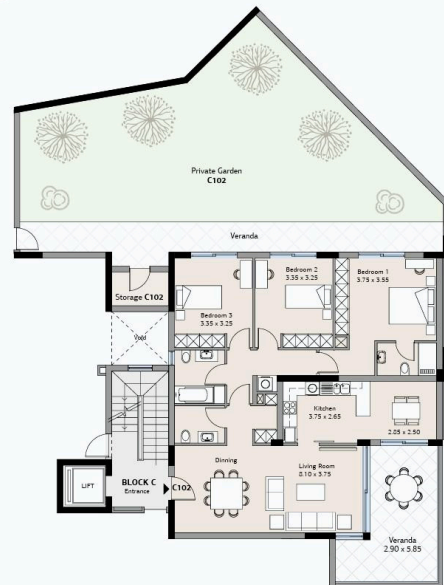 Private Garden
C102
Veranda
Bedroom 2
3.35 x 3.25
Bedroom 1
3.75 x 3.55
Storage C102
Bedroom 3
3.35 x 3.25
Void
Kitchen
3.75 x 2.65
2.85 x 2.50
Dinning
Living Room
8.10 x 3.75
LIFT
BLOCK C
Entrance
C102
Veranda
2.90 x 5.85